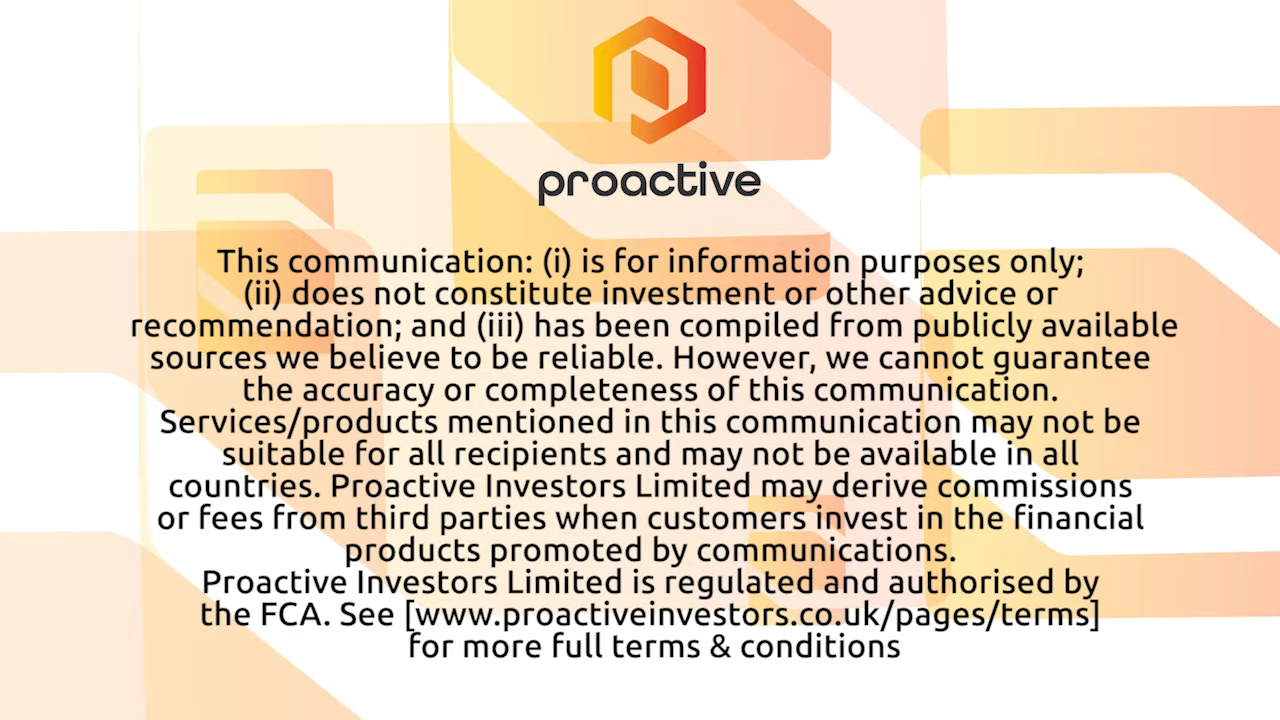 proactive
This communication: (i) is for information purposes only;
(ii) does not constitute investment or other advice or
recommendation; and (iii) has been compiled from publicly available
sources we believe to be reliable. However, we cannot guarantee
the accuracy or completeness of this communication.
Services/products mentioned in this communication may not be
suitable for all recipients and may not be available in all
countries. Proactive Investors Limited may derive commissions
or fees from third parties when customers invest in the financial
products promoted by communications.
Proactive Investors Limited is regulated and authorised by
the FCA. See [www.proactiveinvestors.co.uk/pages/terms]
for more full terms & conditions